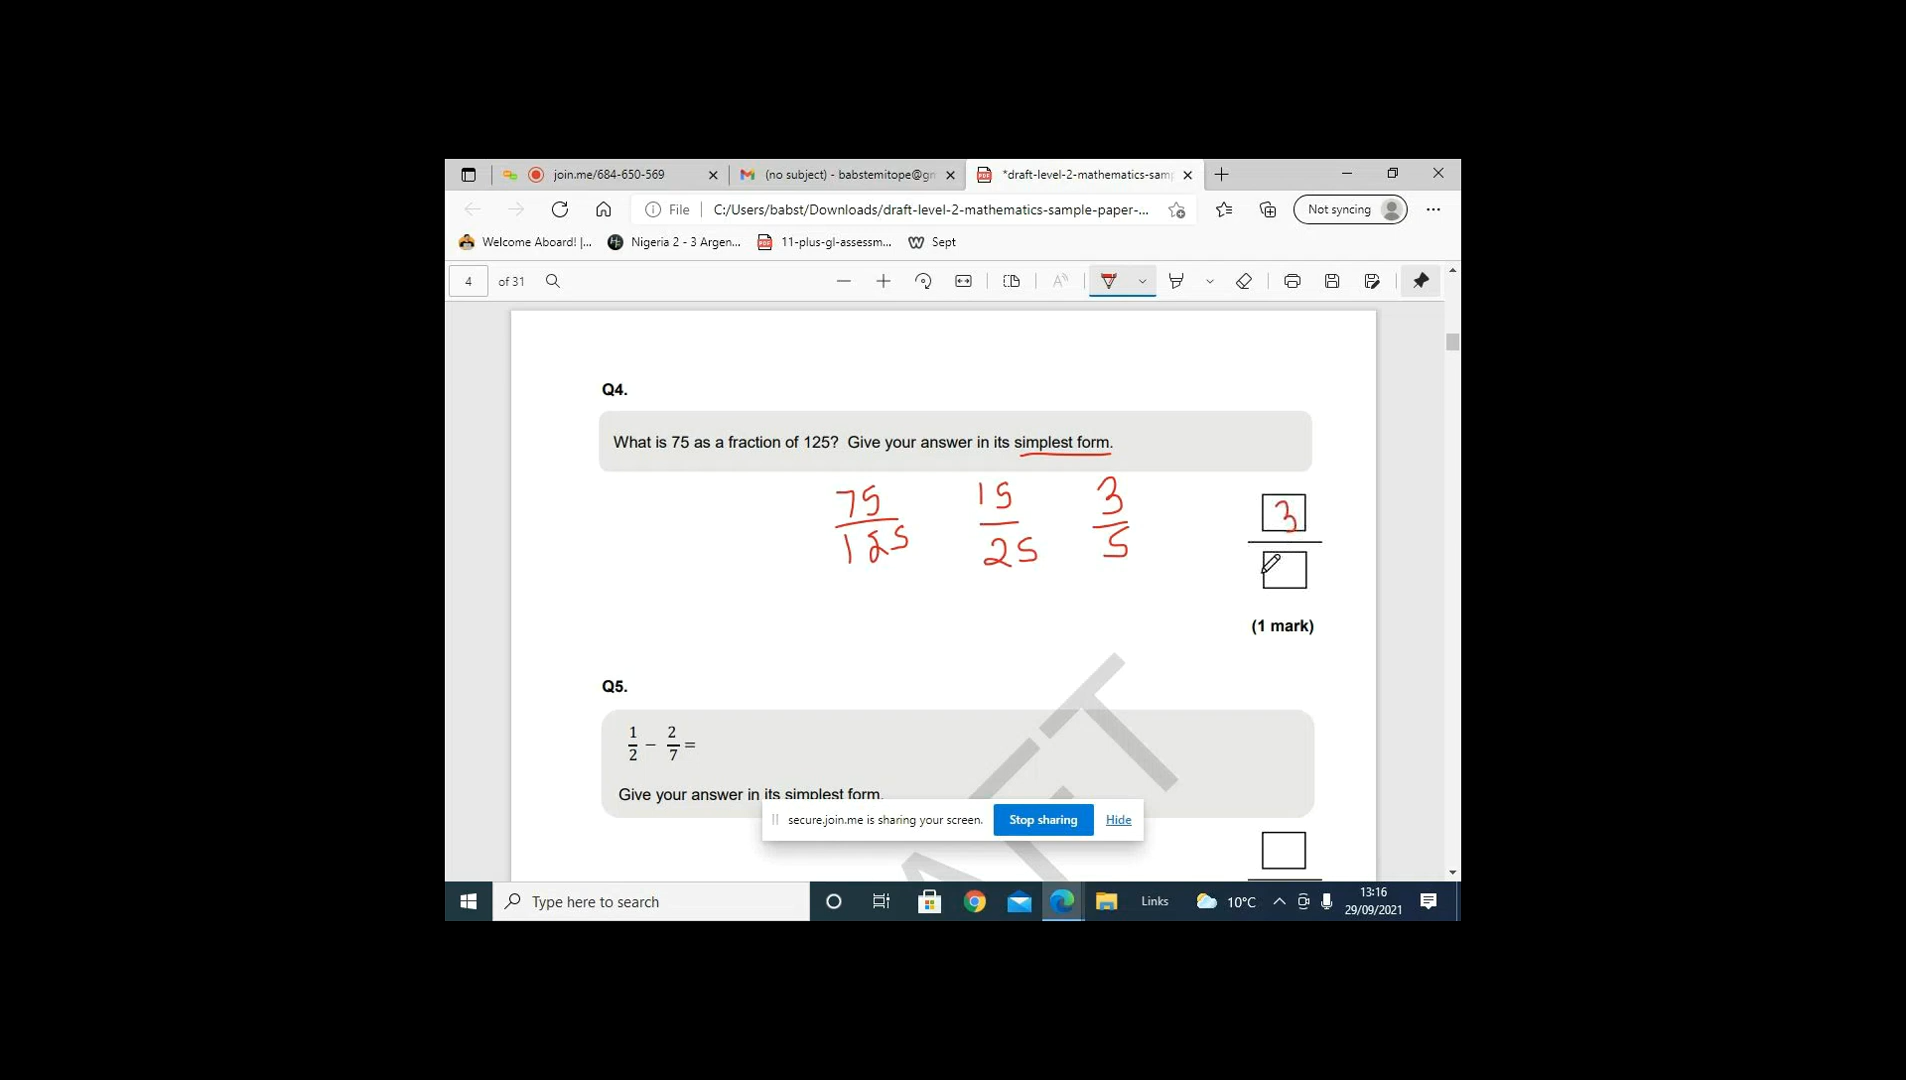 join.me/684-650-569
(no subject) - babstemitope@gm
*draft-level-2-mathematics-sam
File
C:/Users/babst/Downloads/draft-level-2-mathematics-sample-paper-...
Not syncing
Welcome Aboard! |...
Nigeria 2 - 3 Argen...
11-plus-gl-assessm...
Sept
4 of 31
Q4.
What is 75 as a fraction of 125? Give your answer in its simplest form.
75 15 3
125 25 5
3
(1 mark)
Q5.
1 2
− =
2 7
Give your answer in its simplest form.
secure.join.me is sharing your screen. Stop sharing Hide
Type here to search
Links
10°C
13:16
29/09/2021